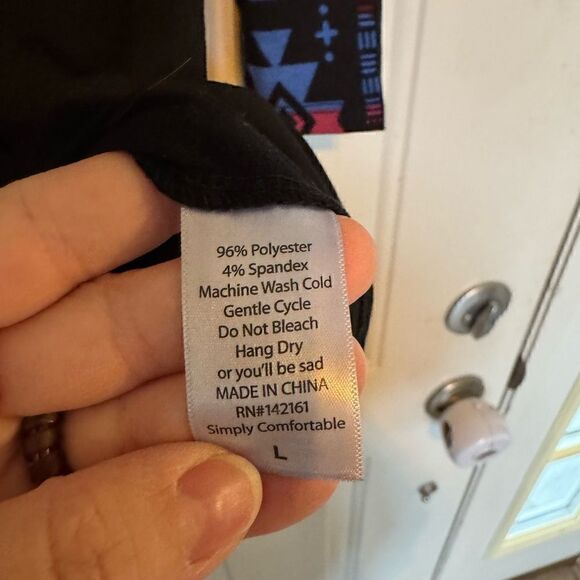 96% Polyester
4% Spandex
Machine Wash Cold
Gentle Cycle
Do Not Bleach
Hang Dry
or you'll be sad
MADE IN CHINA
RN#142161
Simply Comfortable
L